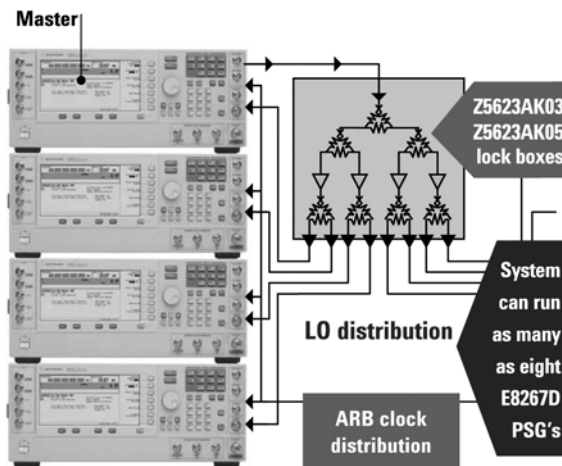 Master
Z5623AK03
Z5623AK05
lock boxes
LO distribution
System
can run
as many
as eight
E8267D
PSG's
ARB clock
distribution